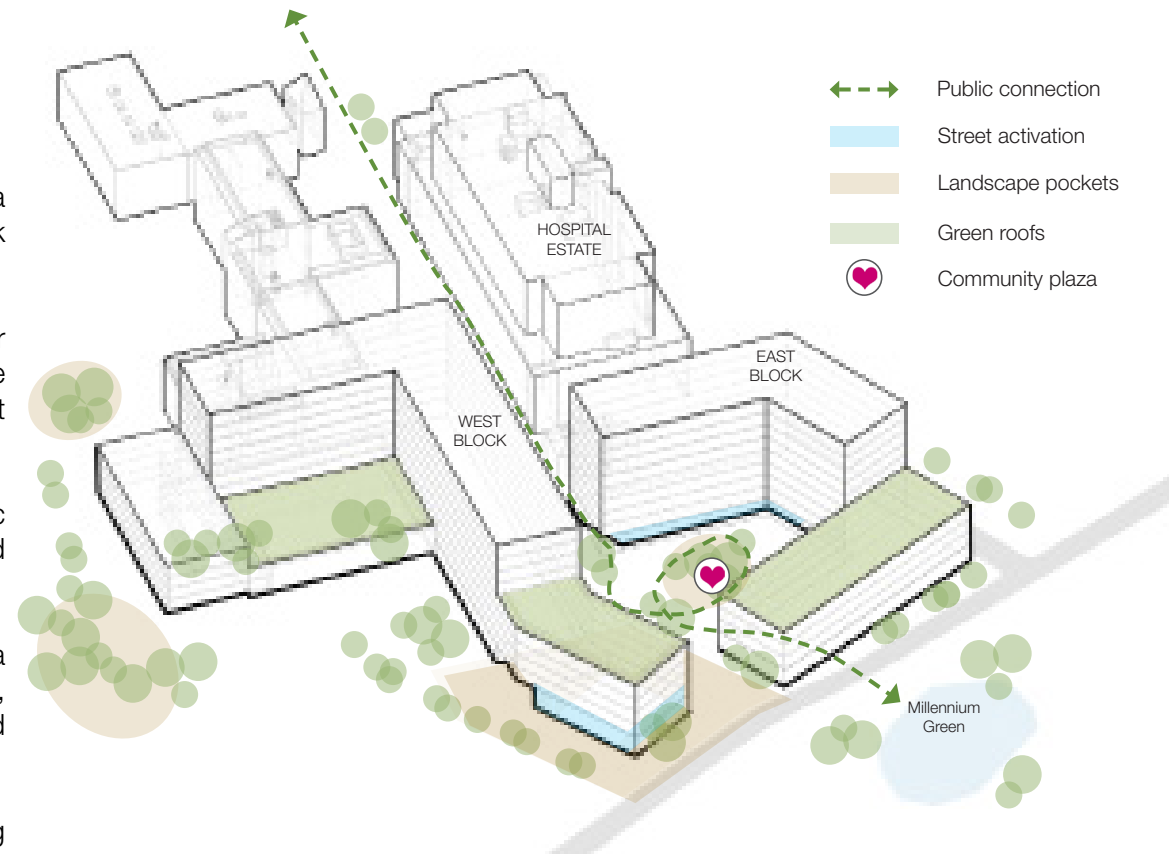 a
k
r
e
t
c
d
a
,
d
g
Public connection
Street activation
Landscape pockets
Green roofs
Community plaza
HOSPITAL
ESTATE
EAST
BLOCK
WEST
BLOCK
Millennium
Green